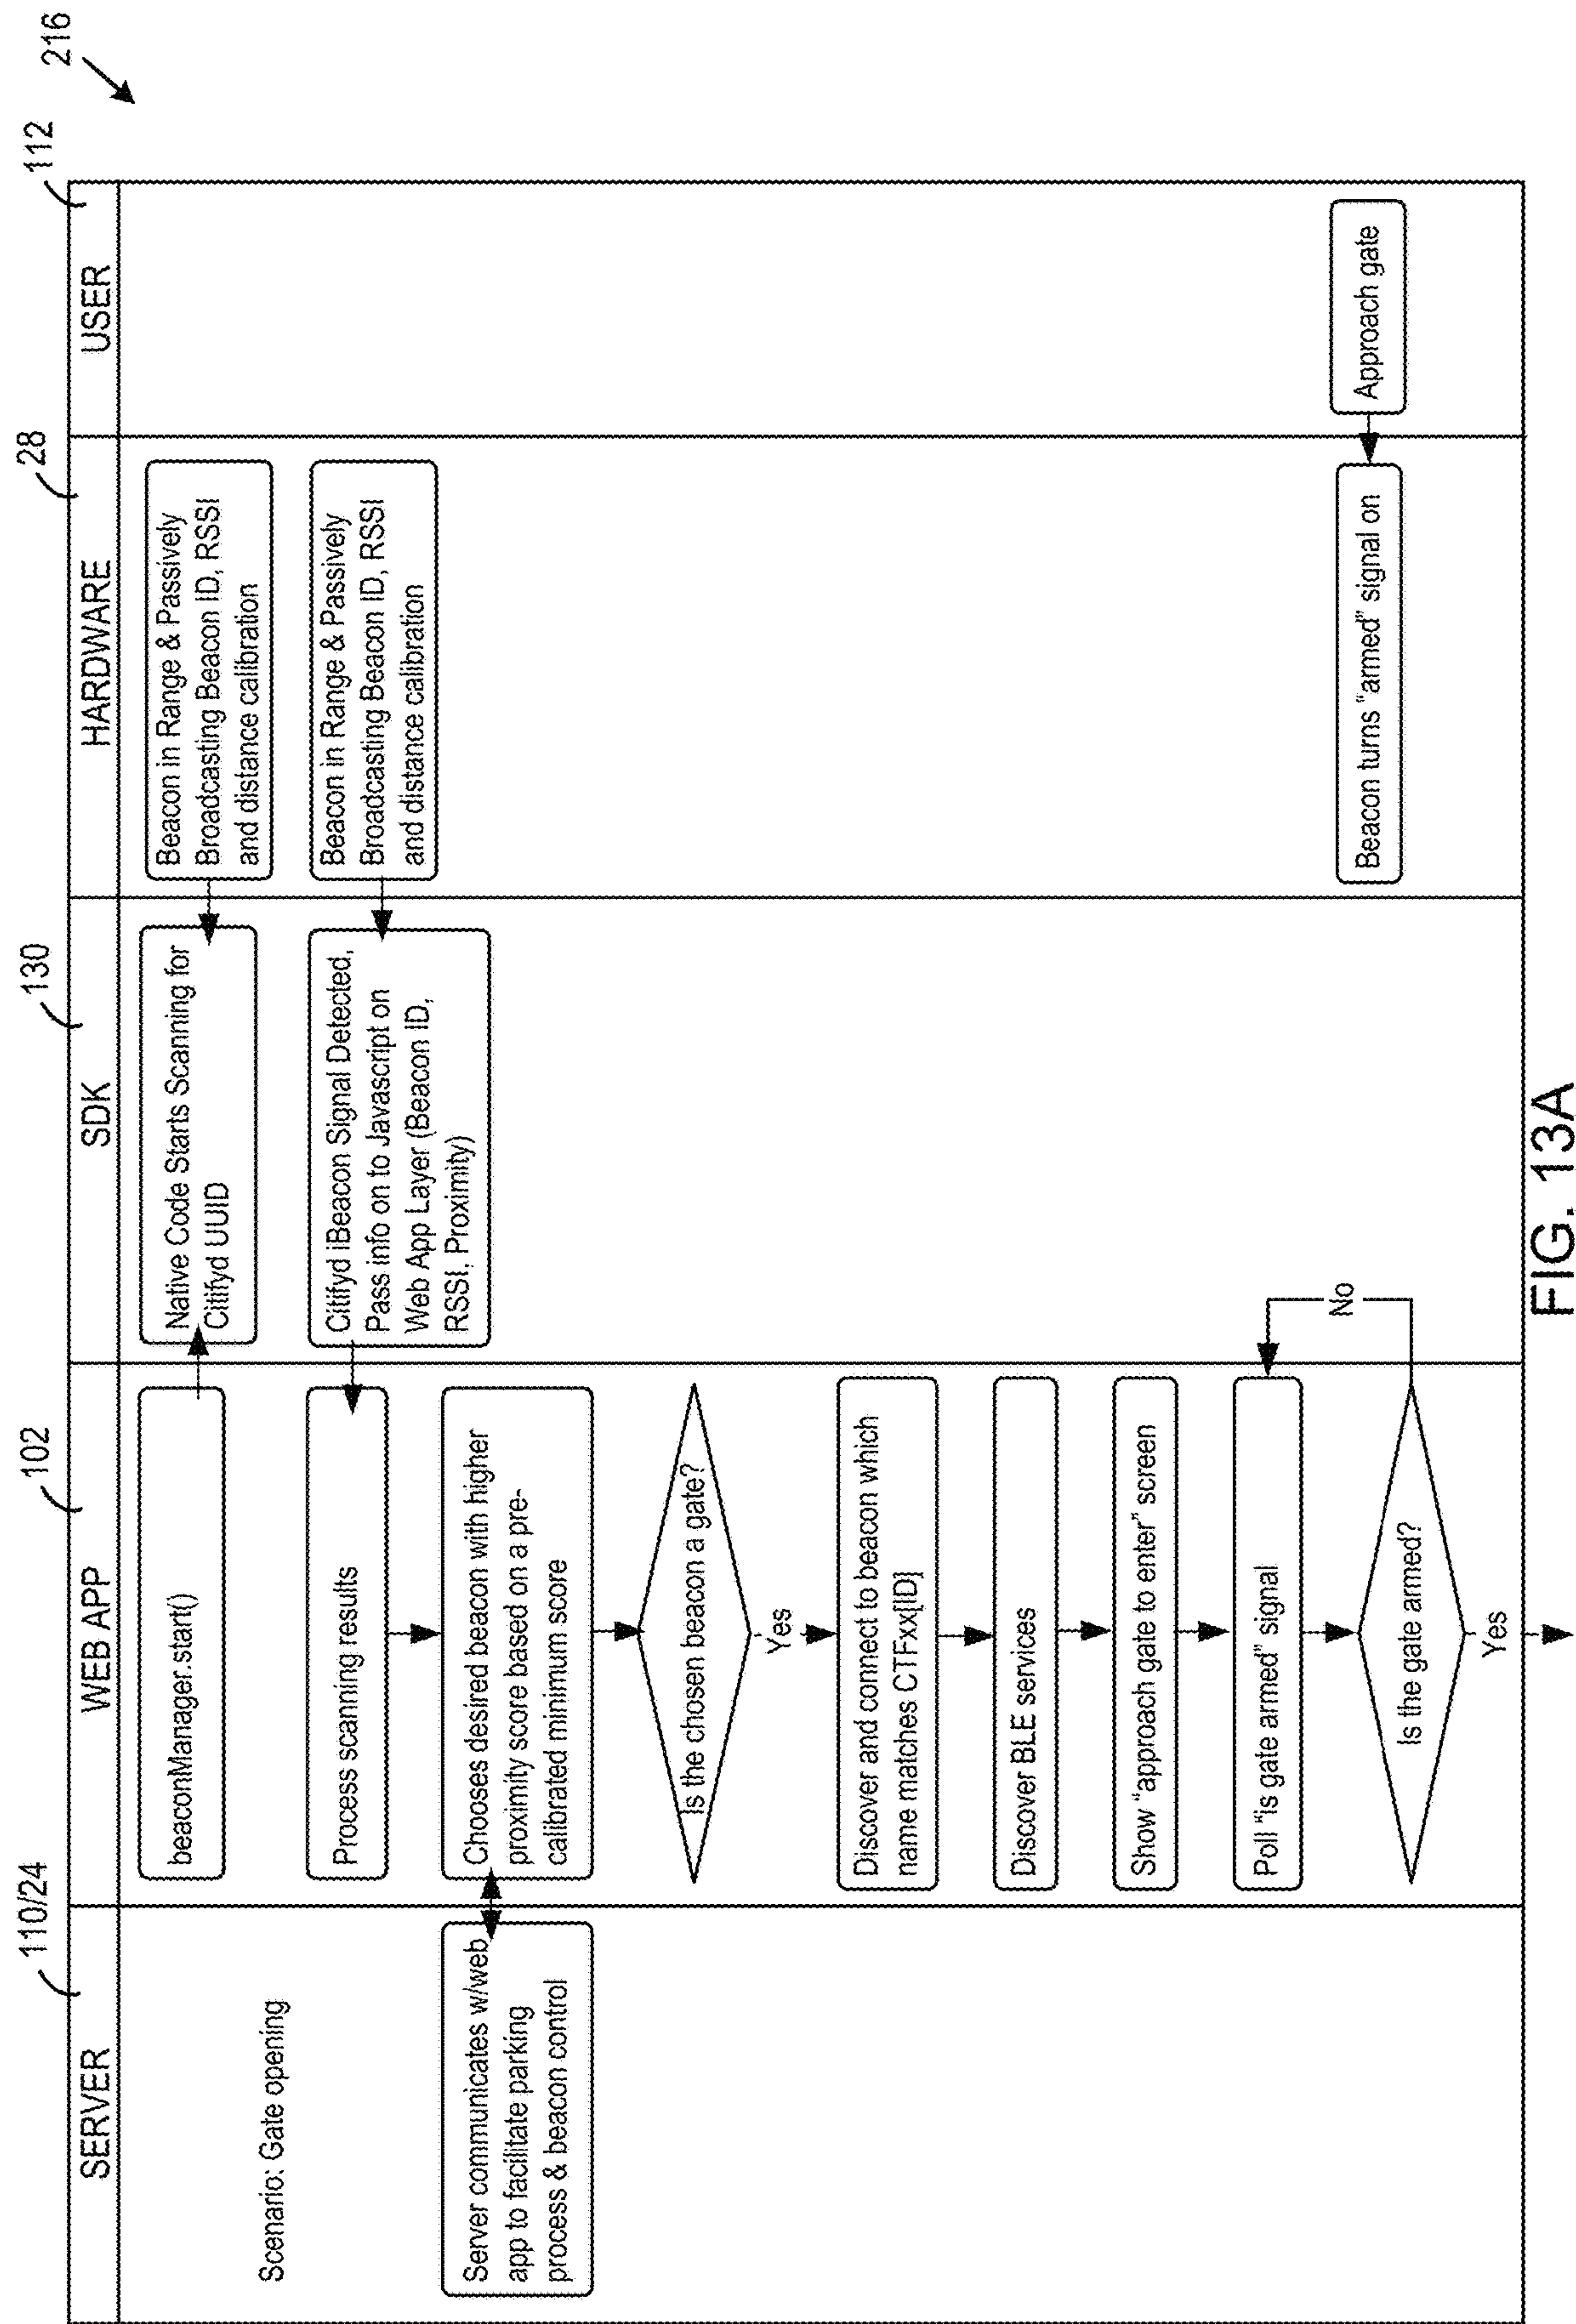 216
110/24
102
130
28
112
SERVER
WEB APP
SDK
HARDWARE
USER
Scenario: Gate opening
beaconManager.start()
Native Code Starts Scanning for
Citifyd UUID
Beacon in Range & Passively
Broadcasting Beacon ID, RSSI
and distance calibration
Process scanning results
Citifyd iBeacon Signal Detected,
Pass info on to Javascript on
Web App Layer (Beacon ID,
RSSI, Proximity)
Beacon in Range & Passively
Broadcasting Beacon ID, RSSI
and distance calibration
Server communicates w/web
app to facilitate parking
process & beacon control
Chooses desired beacon with higher
proximity score based on a pre-
calibrated minimum score
Is the chosen beacon a gate?
Yes
Discover and connect to beacon which
name matches CTFxx[ID]
Discover BLE services
Show "approach gate to enter" screen
Poll "is gate armed" signal
No
Is the gate armed?
Yes
Beacon turns "armed" signal on
Approach gate
FIG. 13A